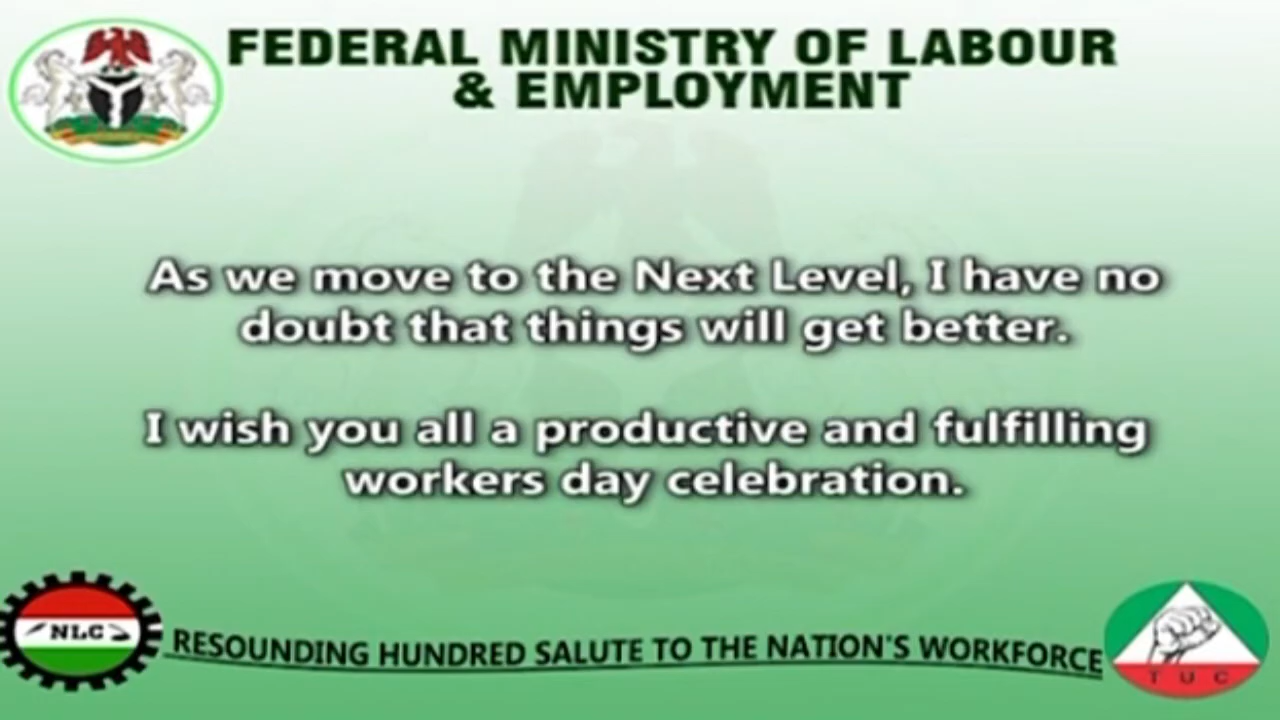 FEDERAL MINISTRY OF LABOUR
& EMPLOYMENT
As we move to the Next Level, I have no
doubt that things will get better.
I wish you all a productive and fulfilling
workers day celebration.
NLC
RESOUNDING HUNDRED SALUTE TO THE NATION'S WORKFORCE
TUC